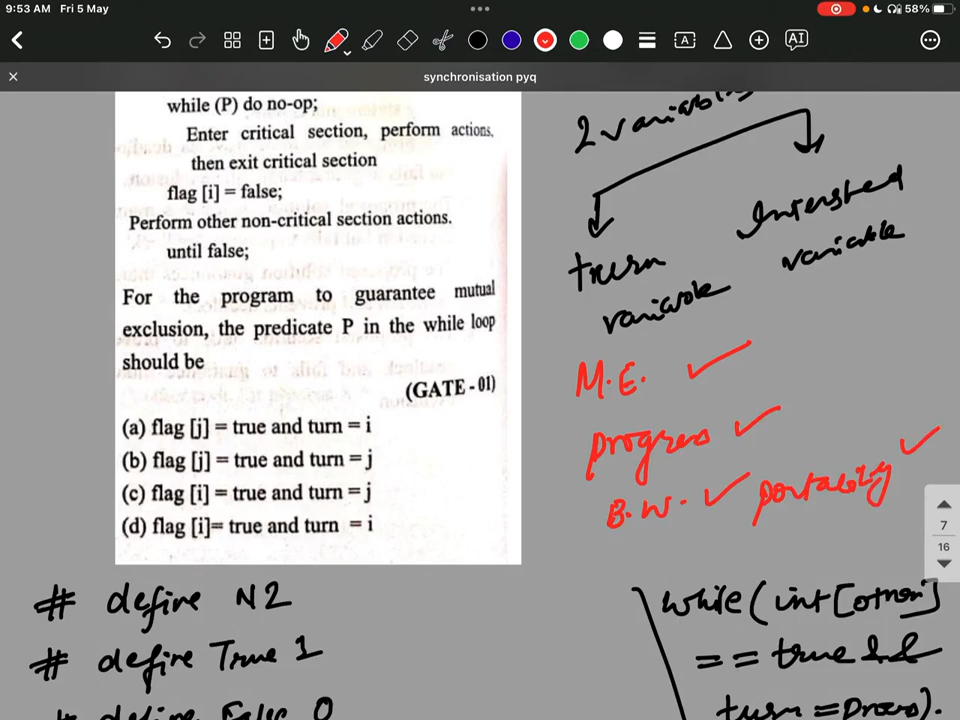 9:53 AM Fri 5 May
58%
A
AI
synchronisation pyq
while (P) do no-op;
Enter critical section, perform actions,
then exit critical section
flag [i] = false;
Perform other non-critical section actions.
until false;
For the program to guarantee mutual
exclusion, the predicate P in the while loop
should be
(GATE - 01)
(a) flag [j] = true and turn = i
(b) flag [j] = true and turn = j
(c) flag [i] = true and turn = j
(d) flag [i]= true and turn = i
2 variables
turn
variable
variable
M.E.
progress
B.W. portability
7
16
# define N 2
# define True 1
# define False 0
while (int [other]
== true &&
turn =